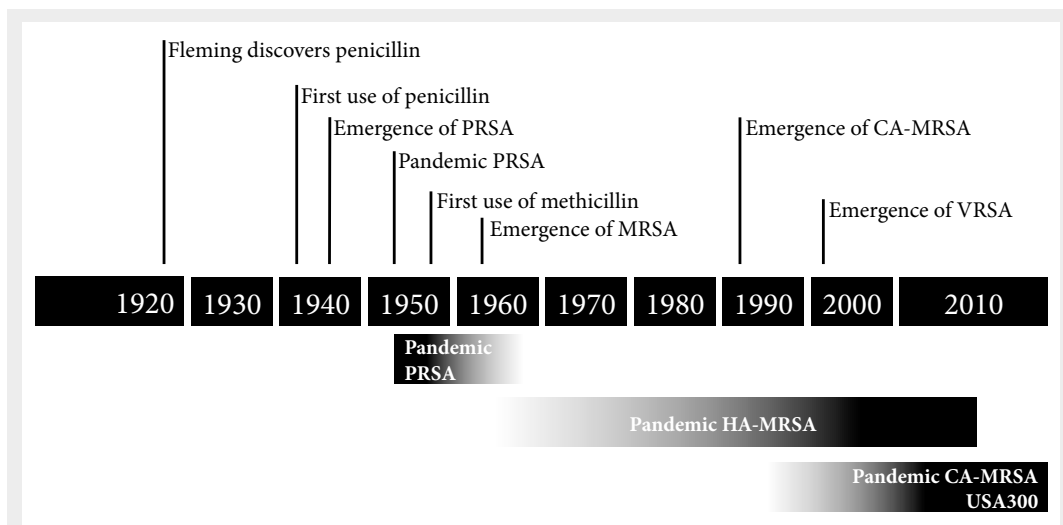 Fleming discovers penicillin
First use of penicillin
Emergence of PRSA
Emergence of CA-MRSA
Pandemic PRSA
First use of methicillin
Emergence of VRSA
Emergence of MRSA
1920 1930 1940 1950 1960 1970 1980 1990 2000 2010
Pandemic
PRSA
Pandemic HA-MRSA
Pandemic CA-MRSA
USA300